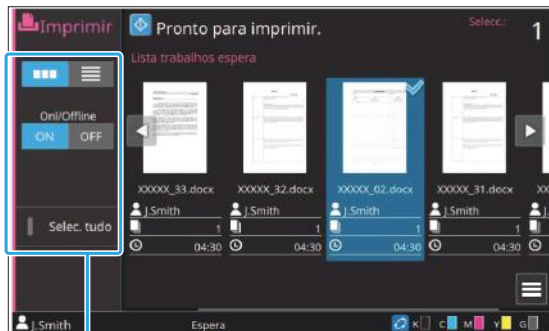 Imprimir
Pronto para imprimir.
Selecc.:
1
Lista trabalhos espera
Onl/Offline
ON OFF
Selec. tudo
XXXXX_33.docx XXXXX_32.docx XXXXX_02.docx XXXXX_31.docx XX
J.Smith J.Smith J.Smith J.Smith J.
1 1 1 1
04:30 04:30 04:30 04:30
J.Smith
Espera
K C M Y G